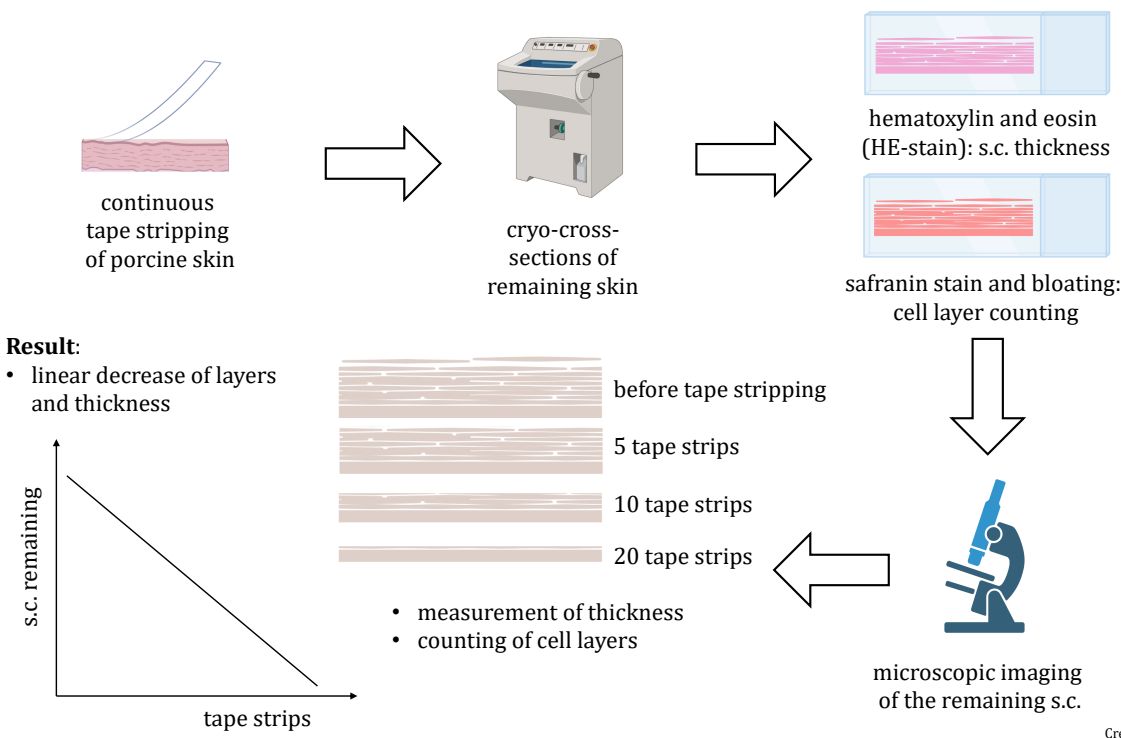 continuous
tape stripping
of porcine skin
cryo-cross-
sections of
remaining skin
hematoxylin and eosin
(HE-stain): s.c. thickness
safranin stain and bloating:
cell layer counting
microscopic imaging
of the remaining s.c.
before tape stripping
5 tape strips
10 tape strips
20 tape strips
• measurement of thickness
• counting of cell layers
Result:
• linear decrease of layers
and thickness
s.c. remaining
tape strips
Cre